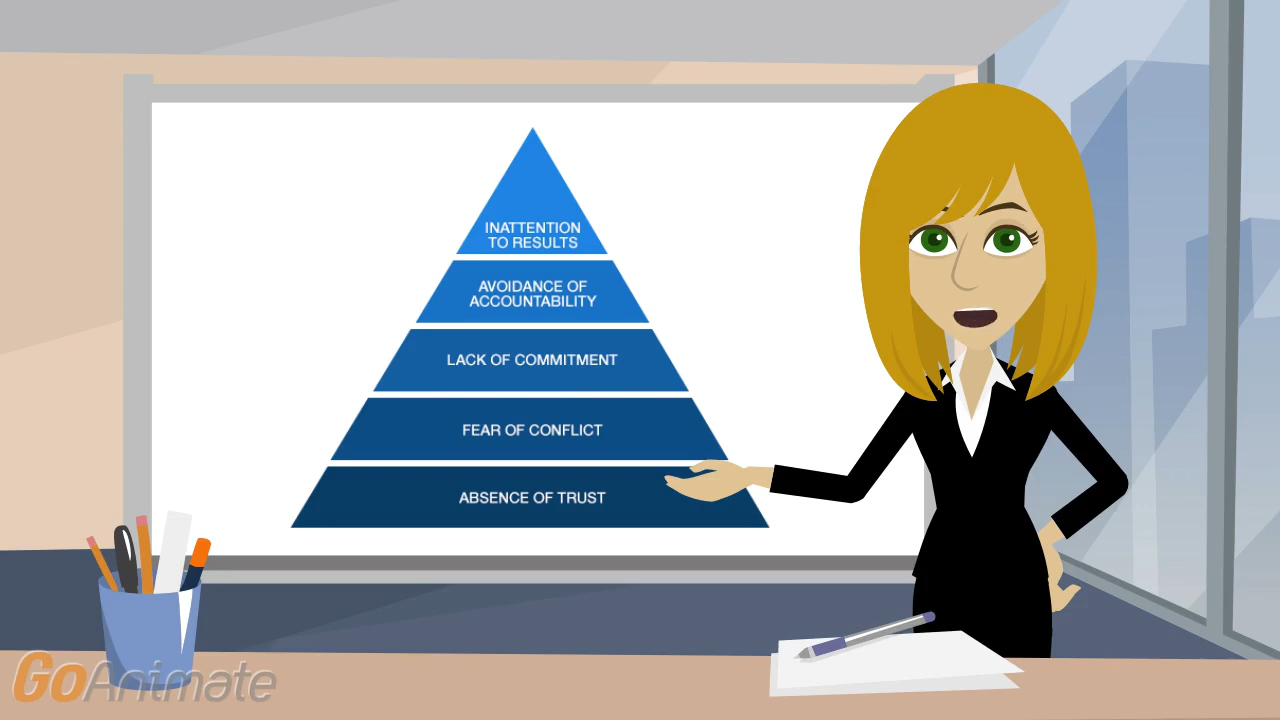 INATTENTION
TO RESULTS
AVOIDANCE OF
ACCOUNTABILITY
LACK OF COMMITMENT
FEAR OF CONFLICT
ABSENCE OF TRUST
GoAnimate